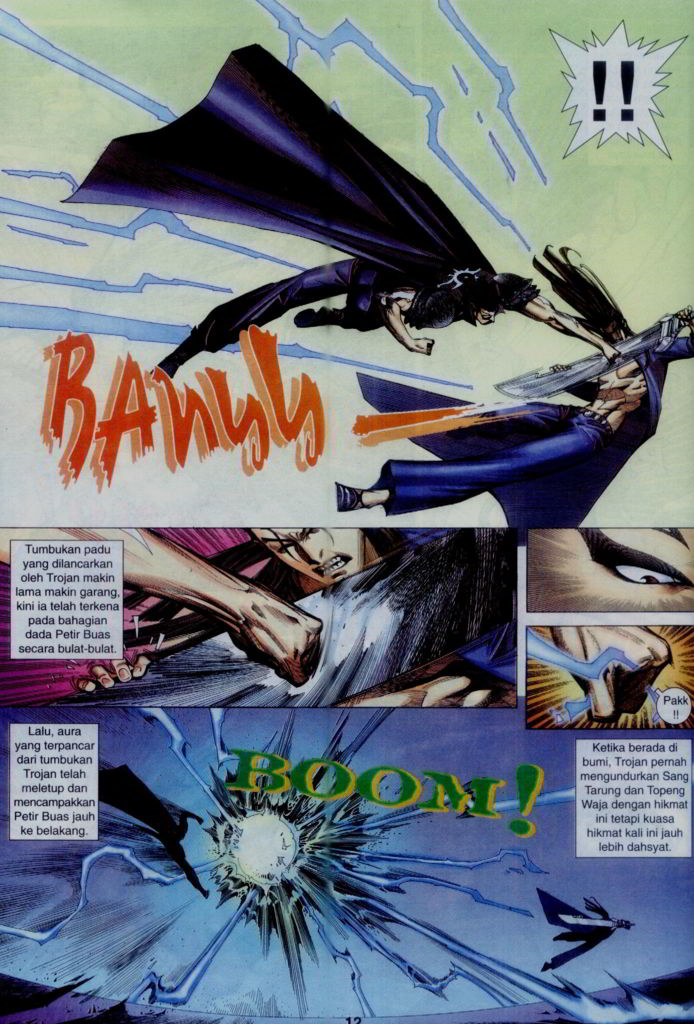 !!
BAMM
Tumbukan padu
yang dilancarkan
oleh Trojan makin
lama makin garang,
kini ia telah terkena
pada bahagian
dada Petir Buas
secara bulat-bulat.
Pakk
!!
Lalu, aura
yang terpancar
dari tumbukan
Trojan telah
meletup dan
mencampakkan
Petir Buas jauh
ke belakang.
BOOM!
Ketika berada di
bumi, Trojan pernah
mengundurkan Sang
Tarung dan Topeng
Waja dengan hikmat
ini tetapi kuasa
hikmat kali ini jauh
lebih dahsyat.
12